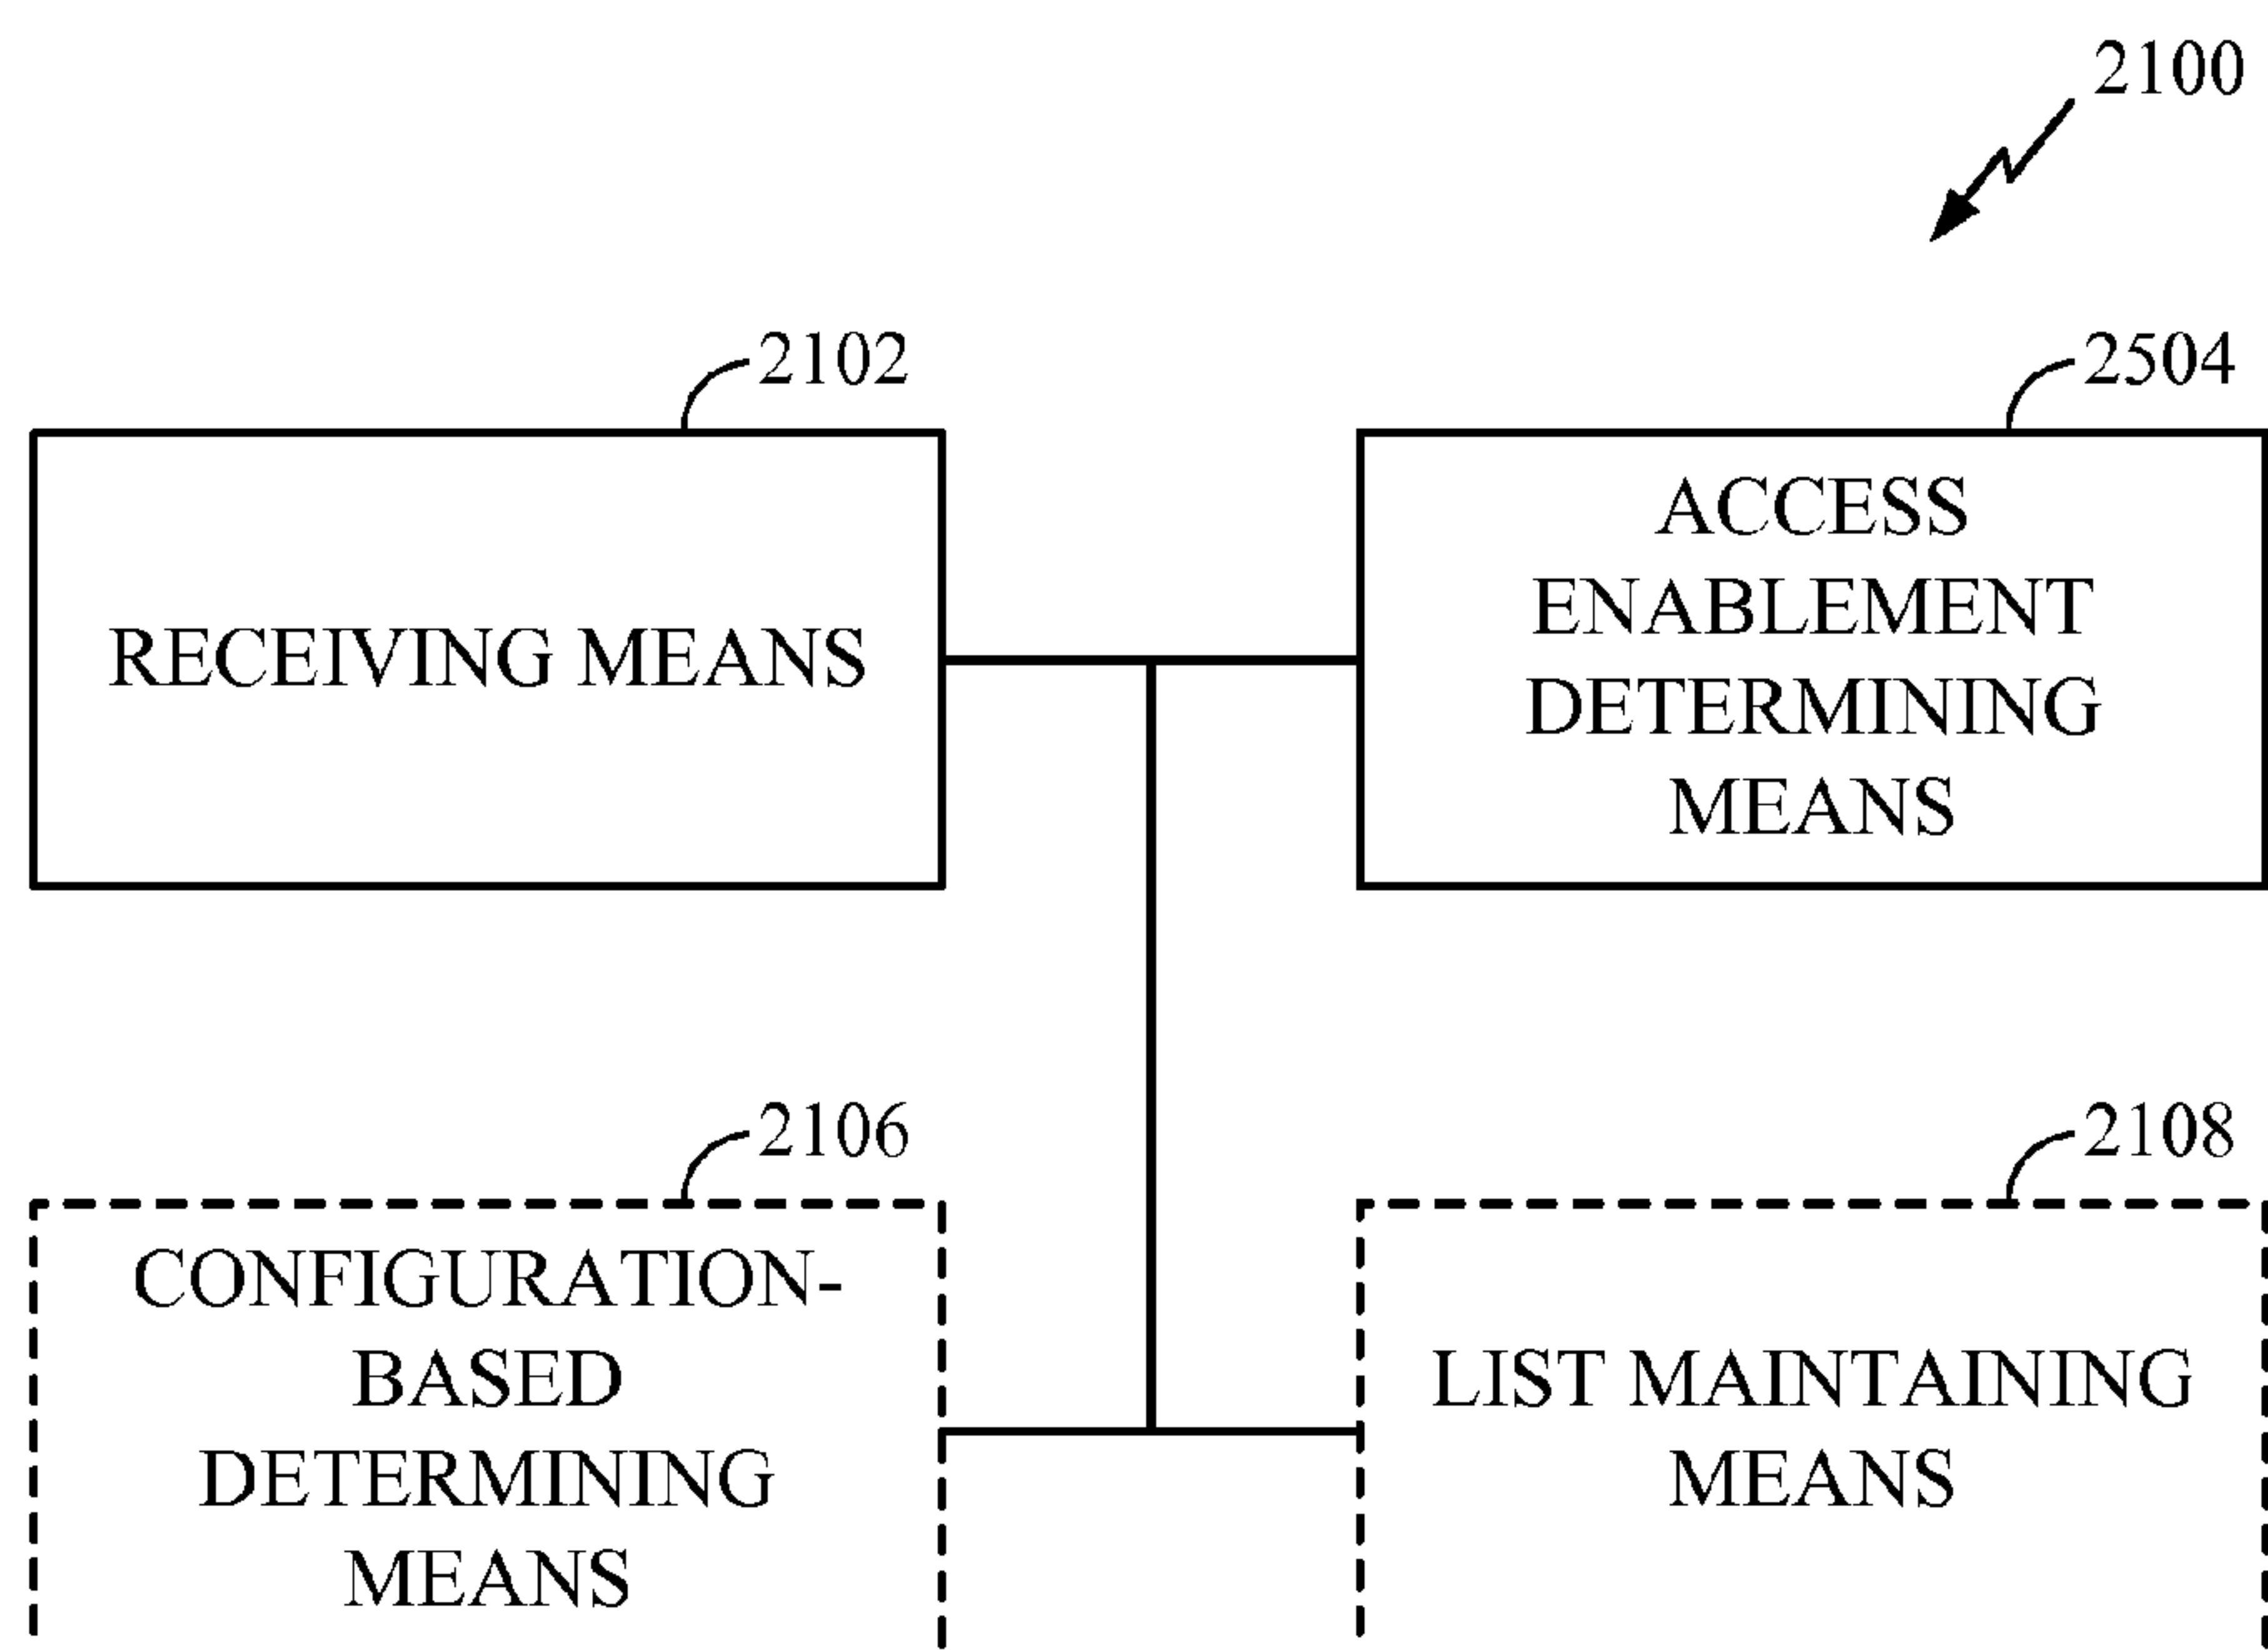 2100
2102
2504
RECEIVING MEANS
ACCESS
ENABLEMENT
DETERMINING
MEANS
2106
2108
CONFIGURATION-
BASED
DETERMINING
MEANS
LIST MAINTAINING
MEANS